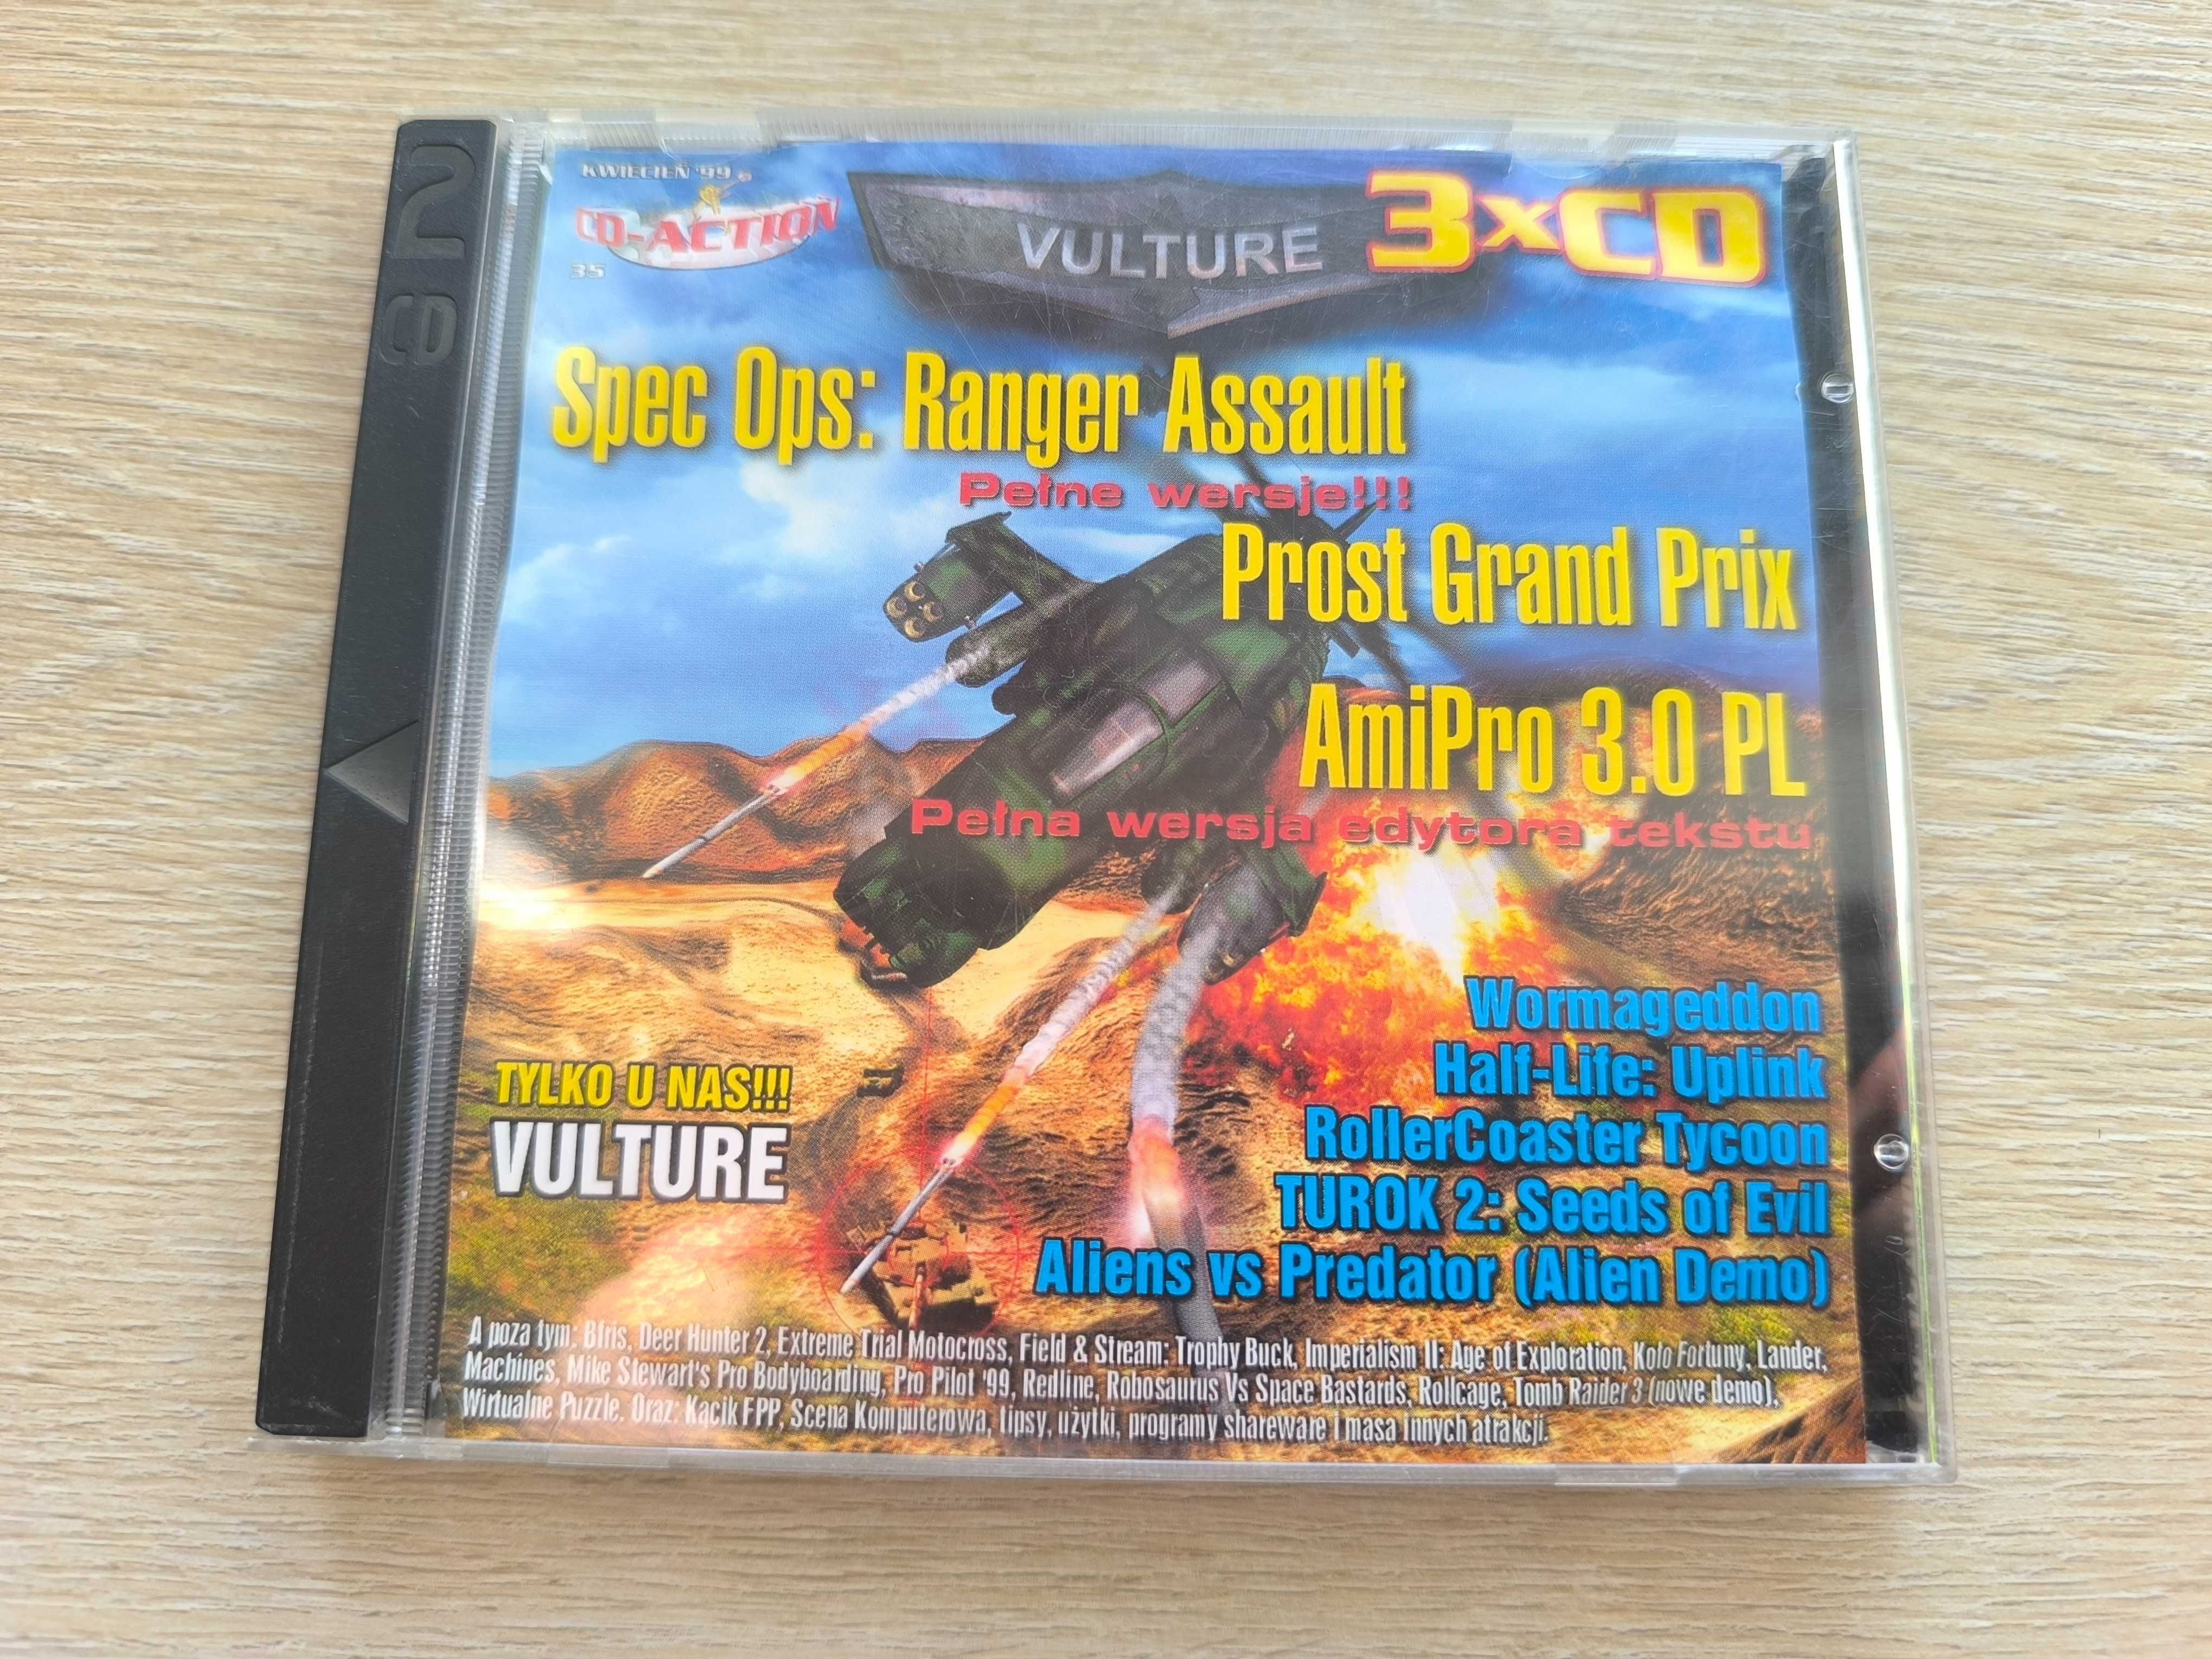 2
CD
KWIECIEŃ '99
CD-ACTION
35
VULTURE
3xCD
Spec Ops: Ranger Assault
Pełne wersje!!!
Prost Grand Prix
AmiPro 3.0 PL
Pełna wersja edytora tekstu
TYLKO U NAS!!!
VULTURE
Wormageddon
Half-Life: Uplink
RollerCoaster Tycoon
TUROK 2: Seeds of Evil
Aliens vs Predator (Alien Demo)
A poza tym: Bfris, Deer Hunter 2, Extreme Trial Motocross, Field & Stream: Trophy Buck, Imperialism II: Age of Exploration, Koło Fortuny, Lander,
Machines, Mike Stewart's Pro Bodyboarding, Pro Pilot '99, Redline, Robosaurus Vs Space Bastards, Rollcage, Tomb Raider 3 (nowe demo),
Wirtualne Puzzle. Oraz: Kącik FPP, Scena Komputerowa, tipsy, użytki, programy shareware i masa innych atrakcji.